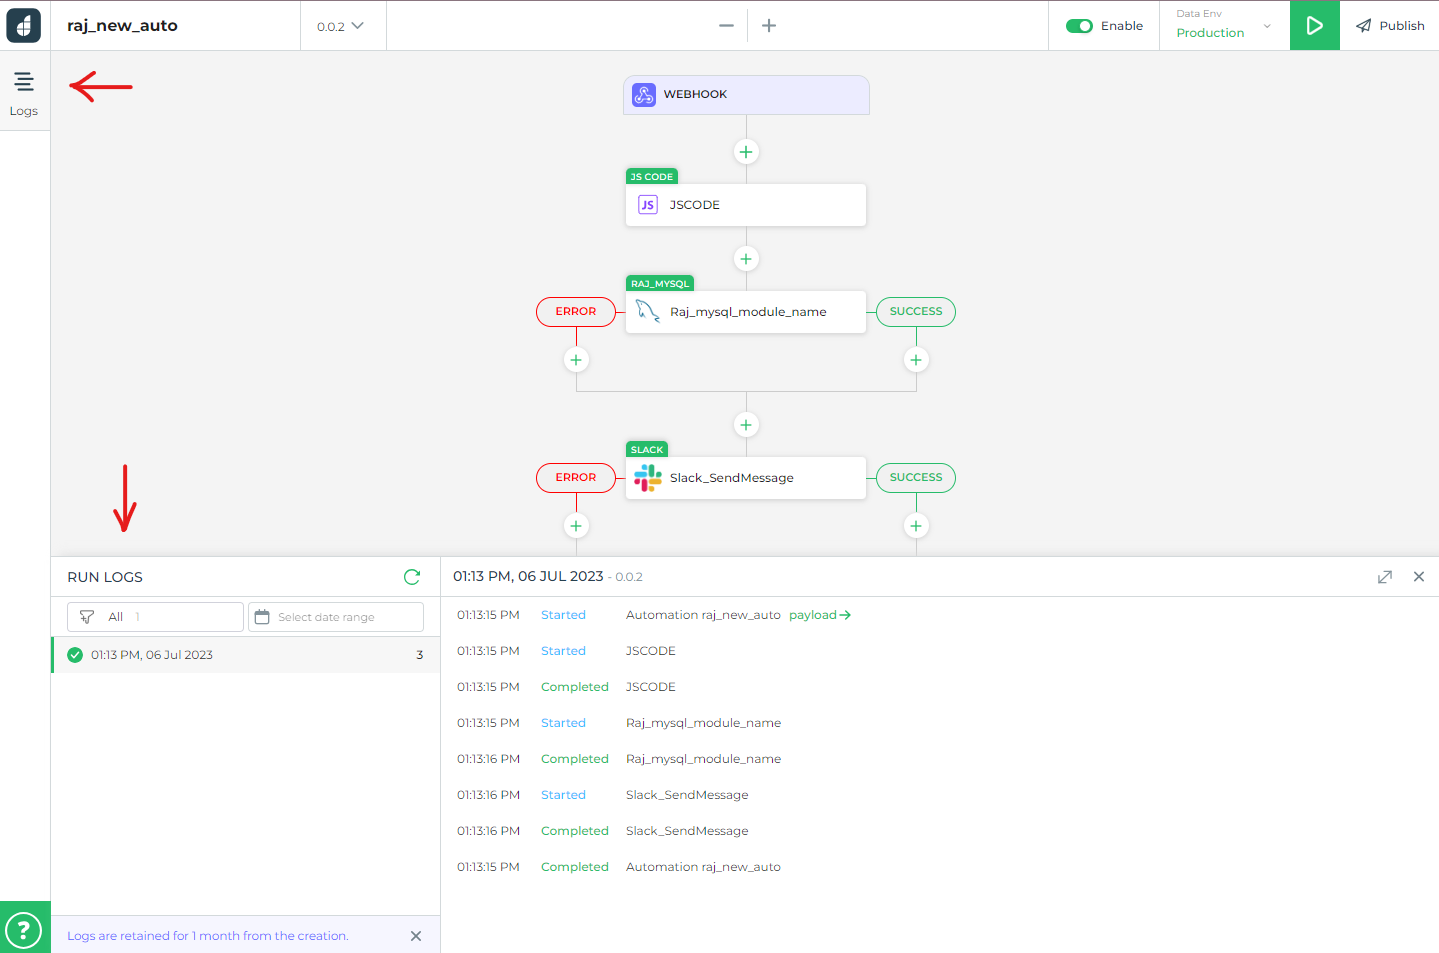 raj_new_auto
0.0.2
Enable
Data Env
Production
Publish
Logs
WEBHOOK
JS CODE
JS
JSCODE
RAJ_MYSQL
ERROR
Raj_mysql_module_name
SUCCESS
SLACK
ERROR
Slack_SendMessage
SUCCESS
RUN LOGS
All 1
Select date range
01:13 PM, 06 Jul 2023 3
Logs are retained for 1 month from the creation.
?
01:13 PM, 06 JUL 2023 - 0.0.2
01:13:15 PM Started Automation raj_new_auto payload
01:13:15 PM Started JSCODE
01:13:15 PM Completed JSCODE
01:13:15 PM Started Raj_mysql_module_name
01:13:16 PM Completed Raj_mysql_module_name
01:13:16 PM Started Slack_SendMessage
01:13:16 PM Completed Slack_SendMessage
01:13:15 PM Completed Automation raj_new_auto